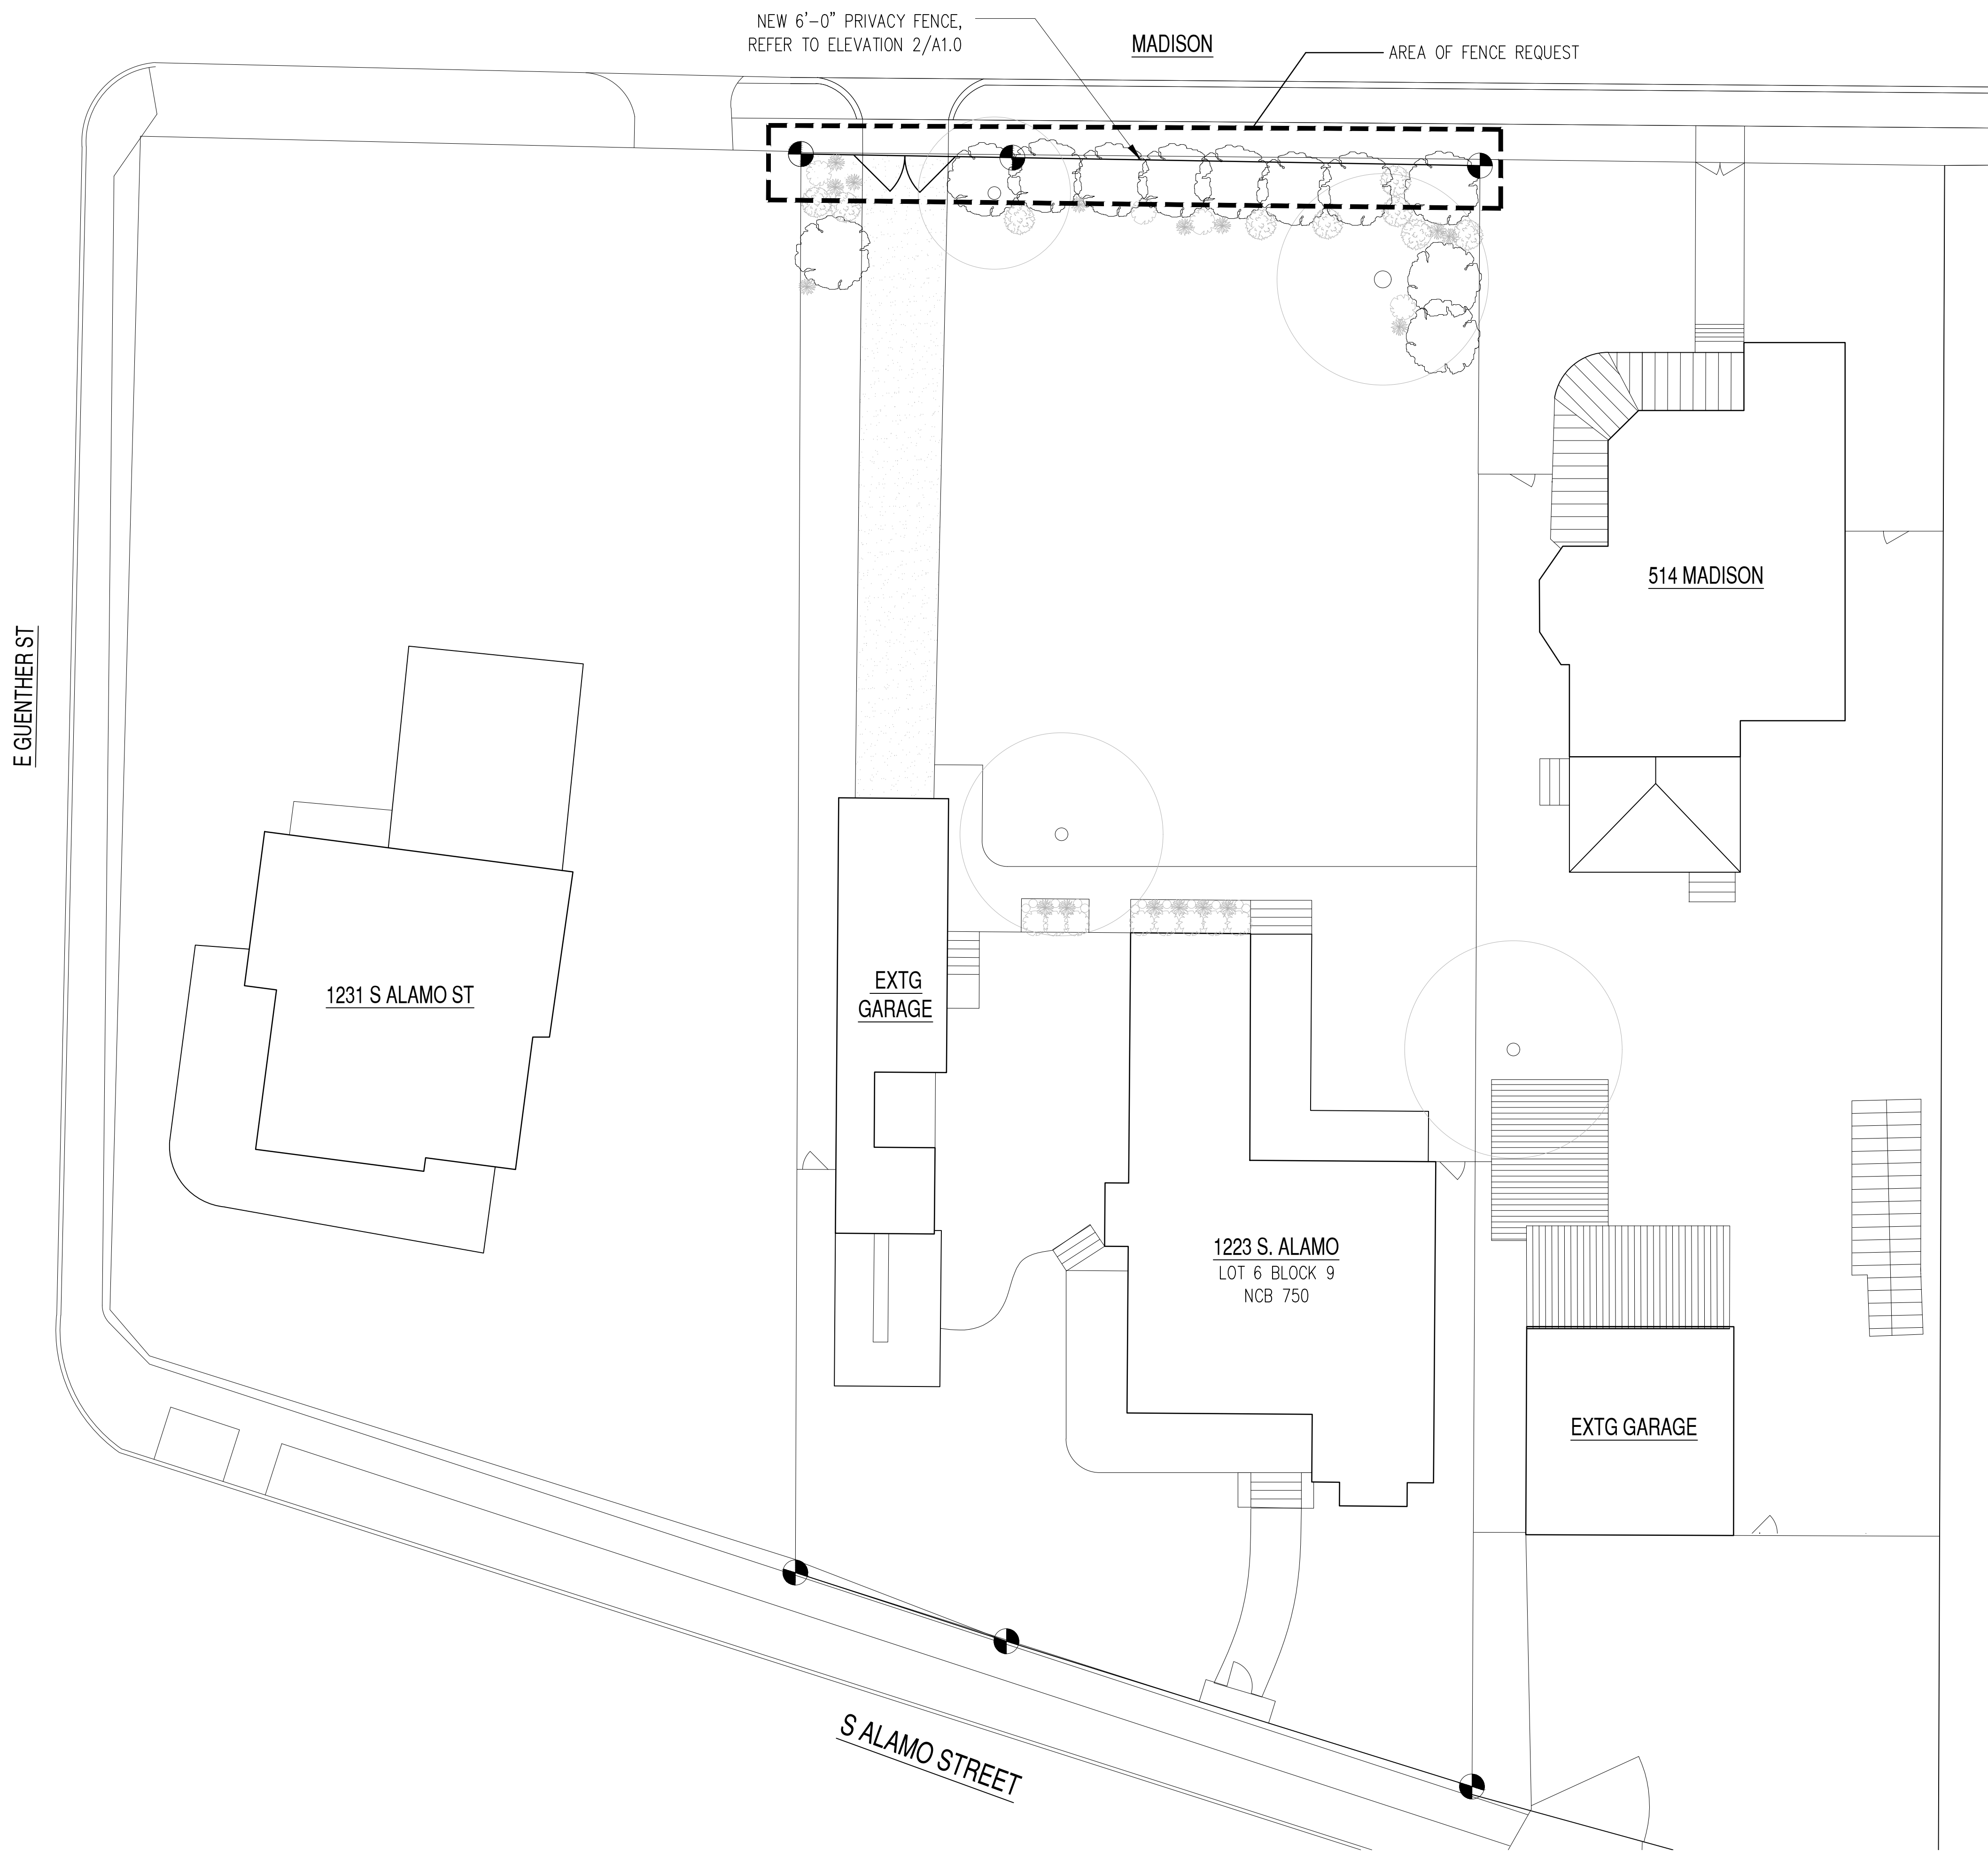 NEW 6'-0" PRIVACY FENCE,
REFER TO ELEVATION 2/A1.0
MADISON
AREA OF FENCE REQUEST
E GUENTHER ST
514 MADISON
1231 S ALAMO ST
EXTG
GARAGE
1223 S. ALAMO
LOT 6 BLOCK 9
NCB 750
EXTG GARAGE
S ALAMO STREET